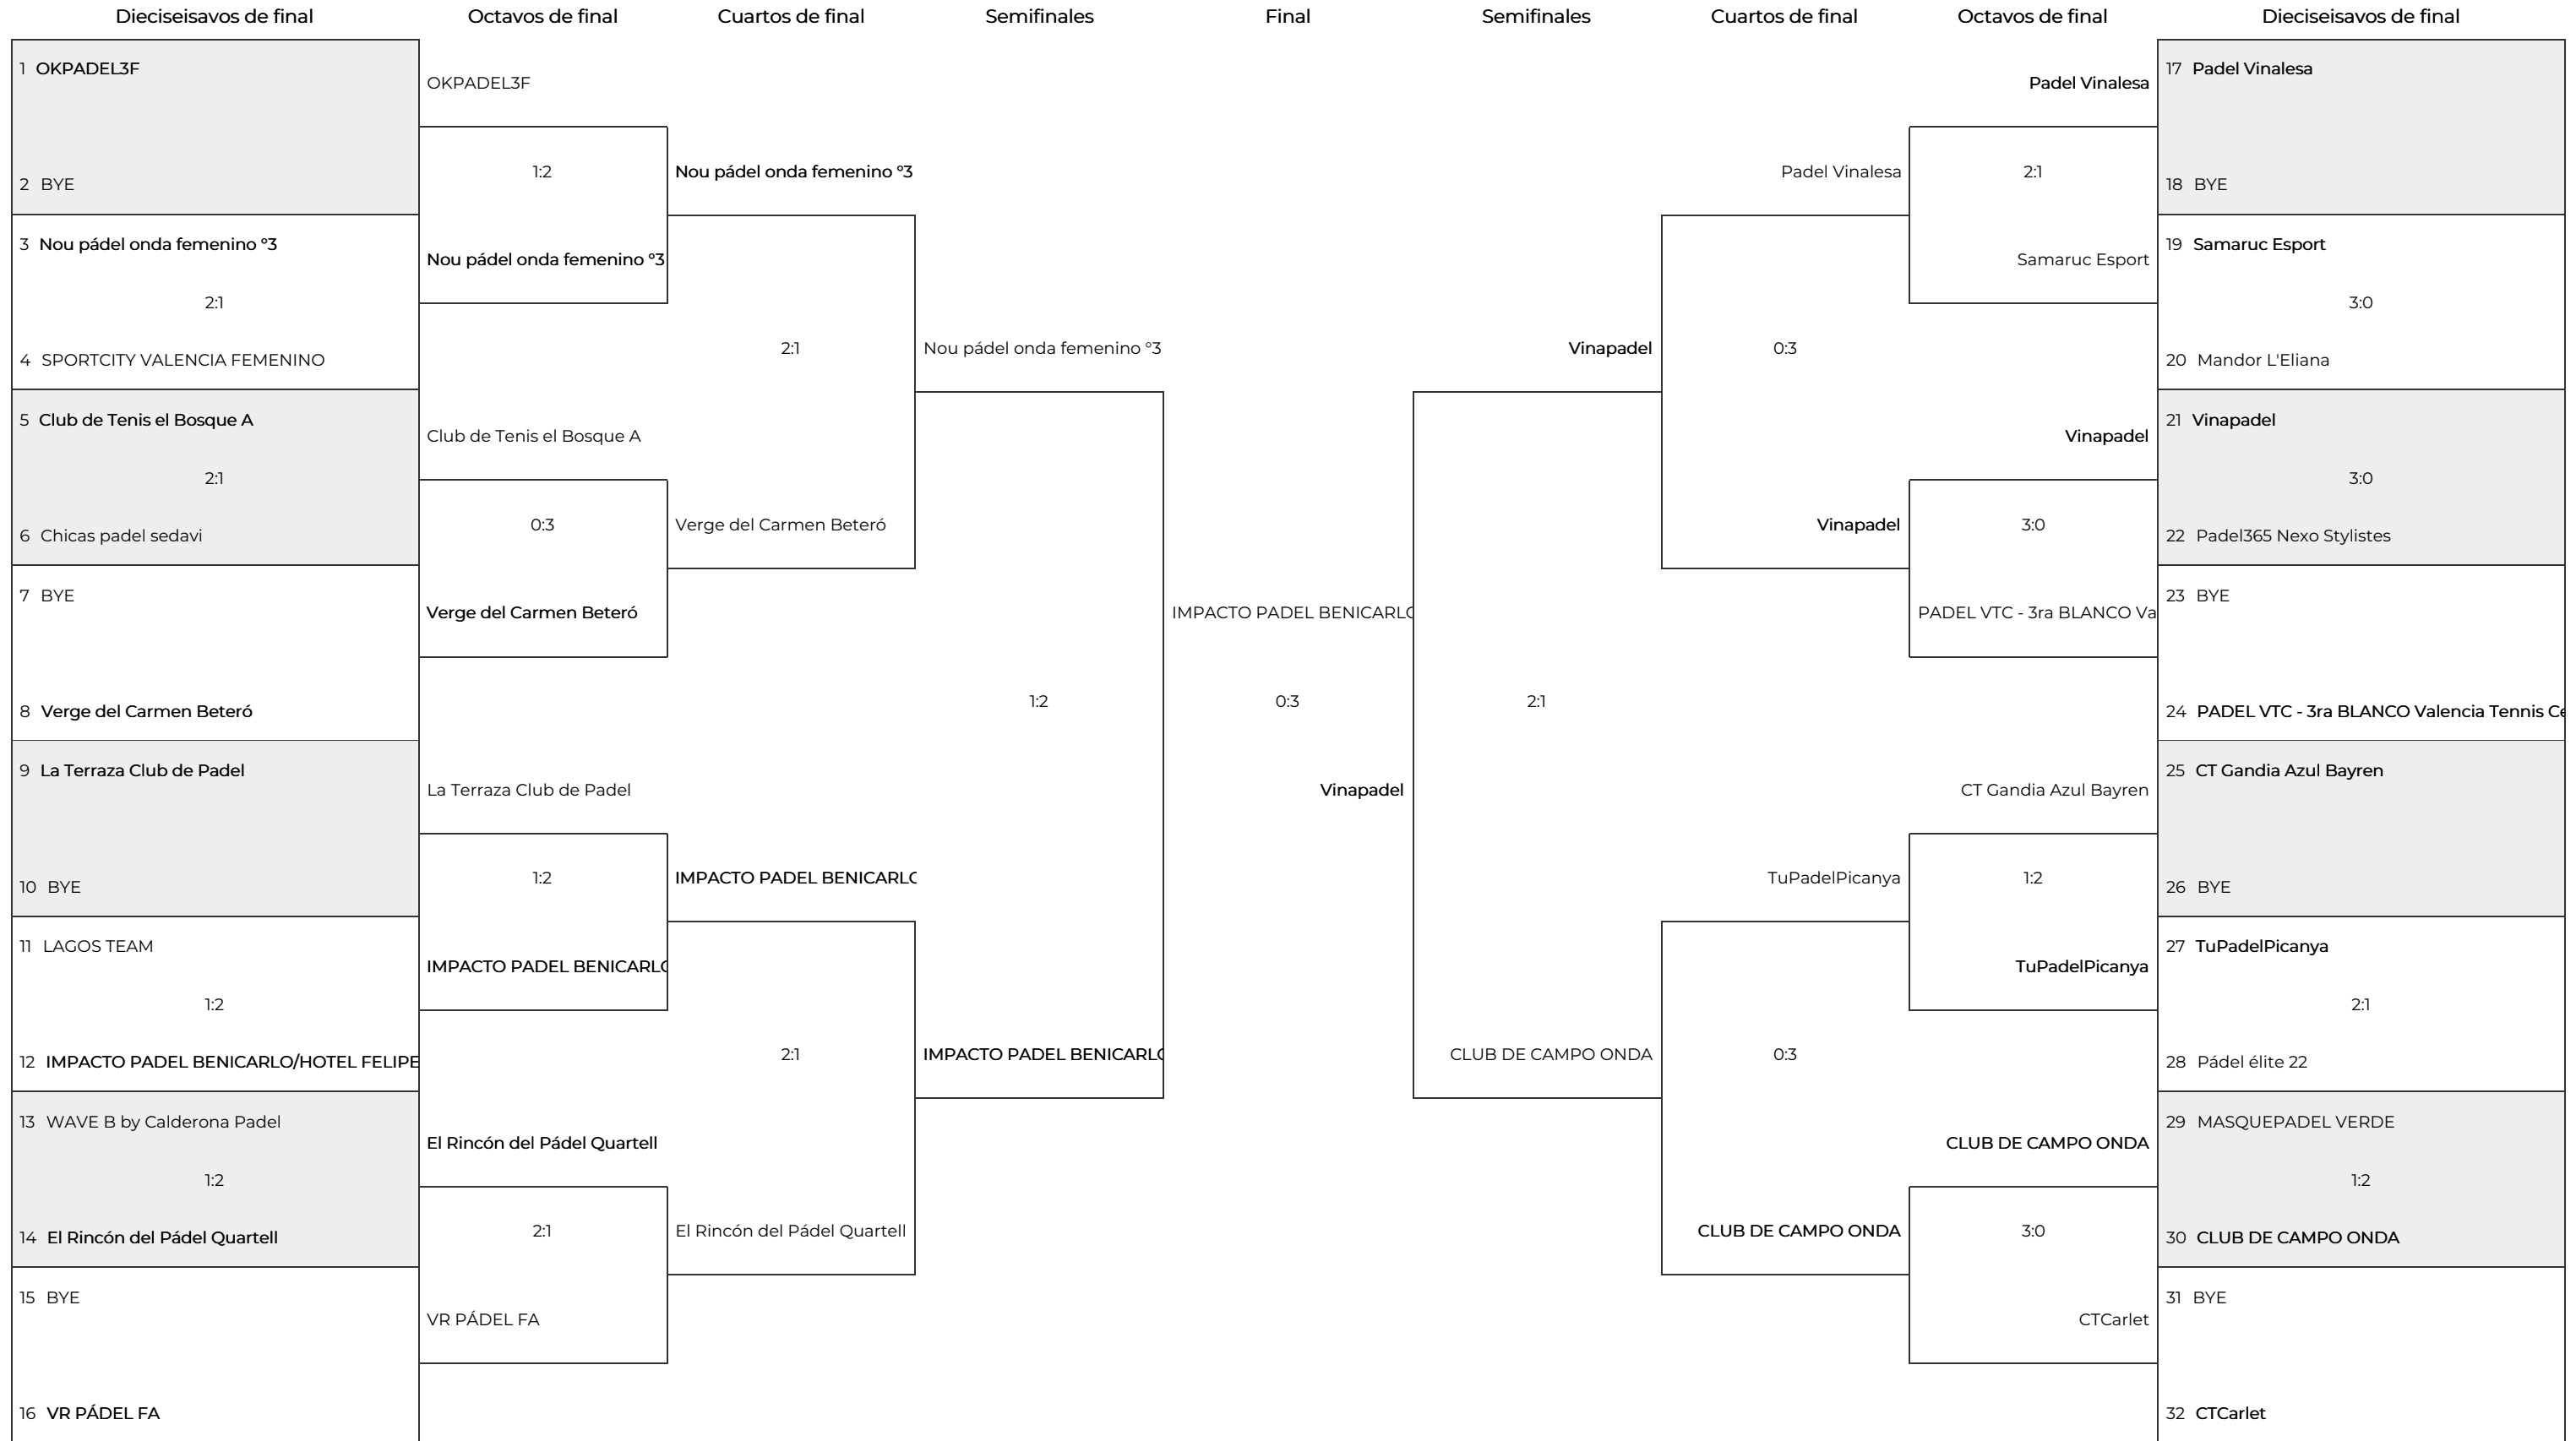 Dieciseisavos de final
Octavos de final
Cuartos de final
Semifinales
Final
Semifinales
Cuartos de final
Octavos de final
Dieciseisavos de final
1 OKPADEL3F
2 BYE
3 Nou pádel onda femenino º3
2:1
4 SPORTCITY VALENCIA FEMENINO
5 Club de Tenis el Bosque A
2:1
6 Chicas padel sedavi
7 BYE
8 Verge del Carmen Beteró
9 La Terraza Club de Padel
10 BYE
11 LAGOS TEAM
1:2
12 IMPACTO PADEL BENICARLO/HOTEL FELIPE
13 WAVE B by Calderona Padel
1:2
14 El Rincón del Pádel Quartell
15 BYE
16 VR PÁDEL FA
OKPADEL3F
1:2
Nou pádel onda femenino º3
Club de Tenis el Bosque A
0:3
Verge del Carmen Beteró
La Terraza Club de Padel
1:2
IMPACTO PADEL BENICARLO
El Rincón del Pádel Quartell
2:1
VR PÁDEL FA
Nou pádel onda femenino º3
2:1
Verge del Carmen Beteró
IMPACTO PADEL BENICARLO
2:1
El Rincón del Pádel Quartell
Nou pádel onda femenino º3
1:2
IMPACTO PADEL BENICARLO
IMPACTO PADEL BENICARLO
0:3
Vinapadel
Vinapadel
2:1
CLUB DE CAMPO ONDA
Padel Vinalesa
0:3
Vinapadel
TuPadelPicanya
0:3
CLUB DE CAMPO ONDA
Padel Vinalesa
2:1
Samaruc Esport
Vinapadel
3:0
PADEL VTC - 3ra BLANCO Va
CT Gandia Azul Bayren
1:2
TuPadelPicanya
CLUB DE CAMPO ONDA
3:0
CTCarlet
17 Padel Vinalesa
18 BYE
19 Samaruc Esport
3:0
20 Mandor L'Eliana
21 Vinapadel
3:0
22 Padel365 Nexo Stylistes
23 BYE
24 PADEL VTC - 3ra BLANCO Valencia Tennis Ce
25 CT Gandia Azul Bayren
26 BYE
27 TuPadelPicanya
2:1
28 Pádel élite 22
29 MASQUEPADEL VERDE
1:2
30 CLUB DE CAMPO ONDA
31 BYE
32 CTCarlet